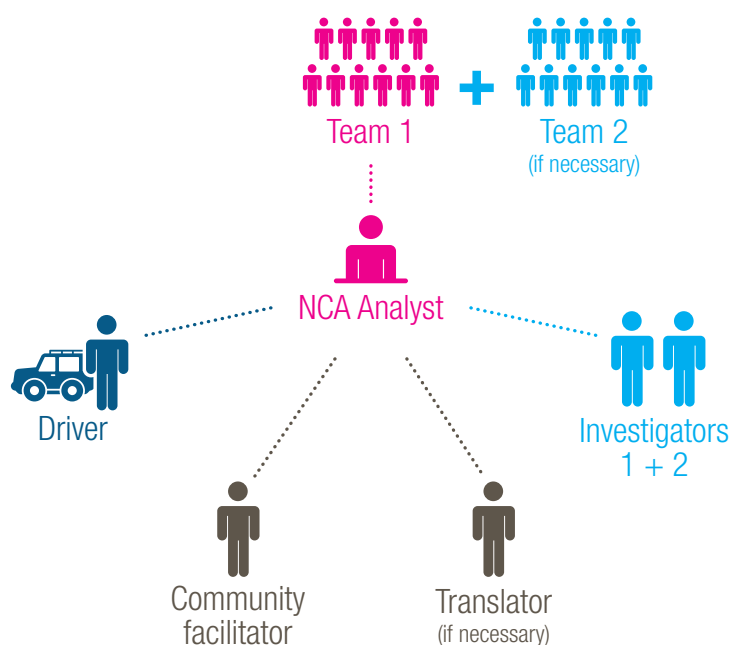 Team 1
Team 2
(if necessary)
NCA Analyst
Driver
Investigators
1 + 2
Community
facilitator
Translator
(if necessary)